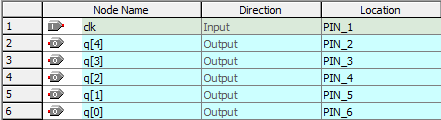 Node Name Direction Location
1 clk Input PIN_1
2 q[4] Output PIN_2
3 q[3] Output PIN_3
4 q[2] Output PIN_4
5 q[1] Output PIN_5
6 q[0] Output PIN_6